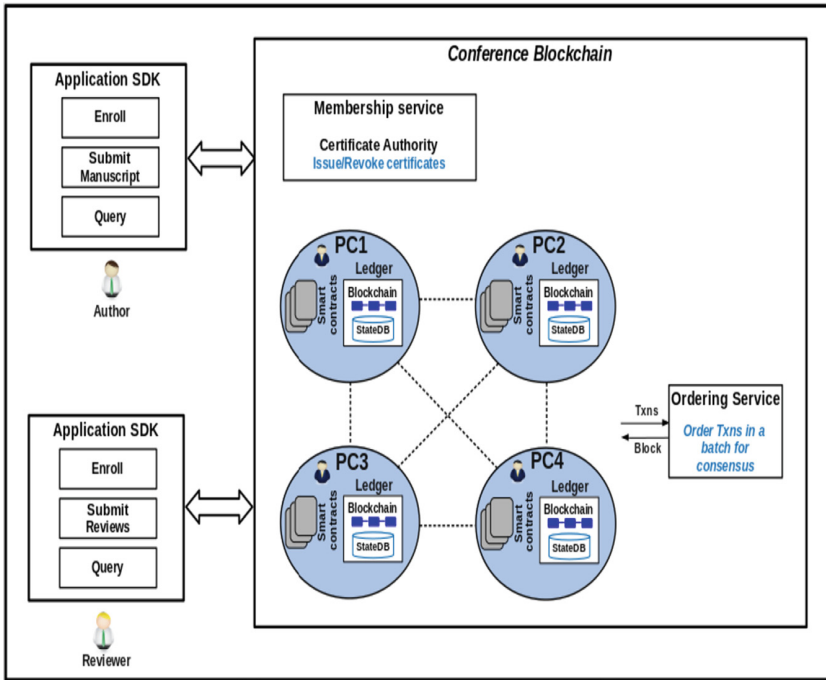 Conference Blockchain
Application SDK
Enroll
Submit
Manuscript
Query
Author
Membership service
Certificate Authority
Issue/Revoke certificates
PC1
Ledger
Smart
contracts
Blockchain
StateDB
PC2
Ledger
Smart
contracts
Blockchain
StateDB
Application SDK
Enroll
Submit
Reviews
Query
Reviewer
PC3
Ledger
Smart
contracts
Blockchain
StateDB
PC4
Ledger
Smart
contracts
Blockchain
StateDB
Txns
Block
Ordering Service
Order Txns in a
batch for
consensus